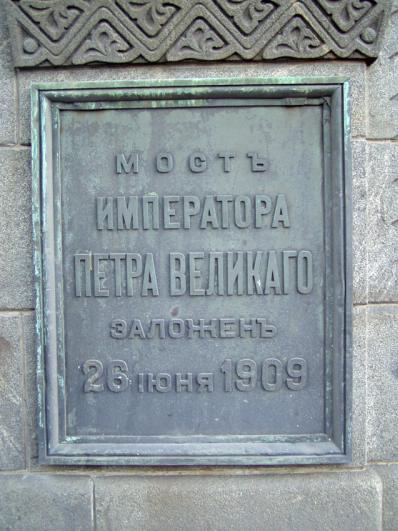 МОСТЪ
ИМПЕРАТОРА
ПЕТРА ВЕЛИКАГО
ЗАЛОЖЕНЪ
26 ІЮНЯ 1909